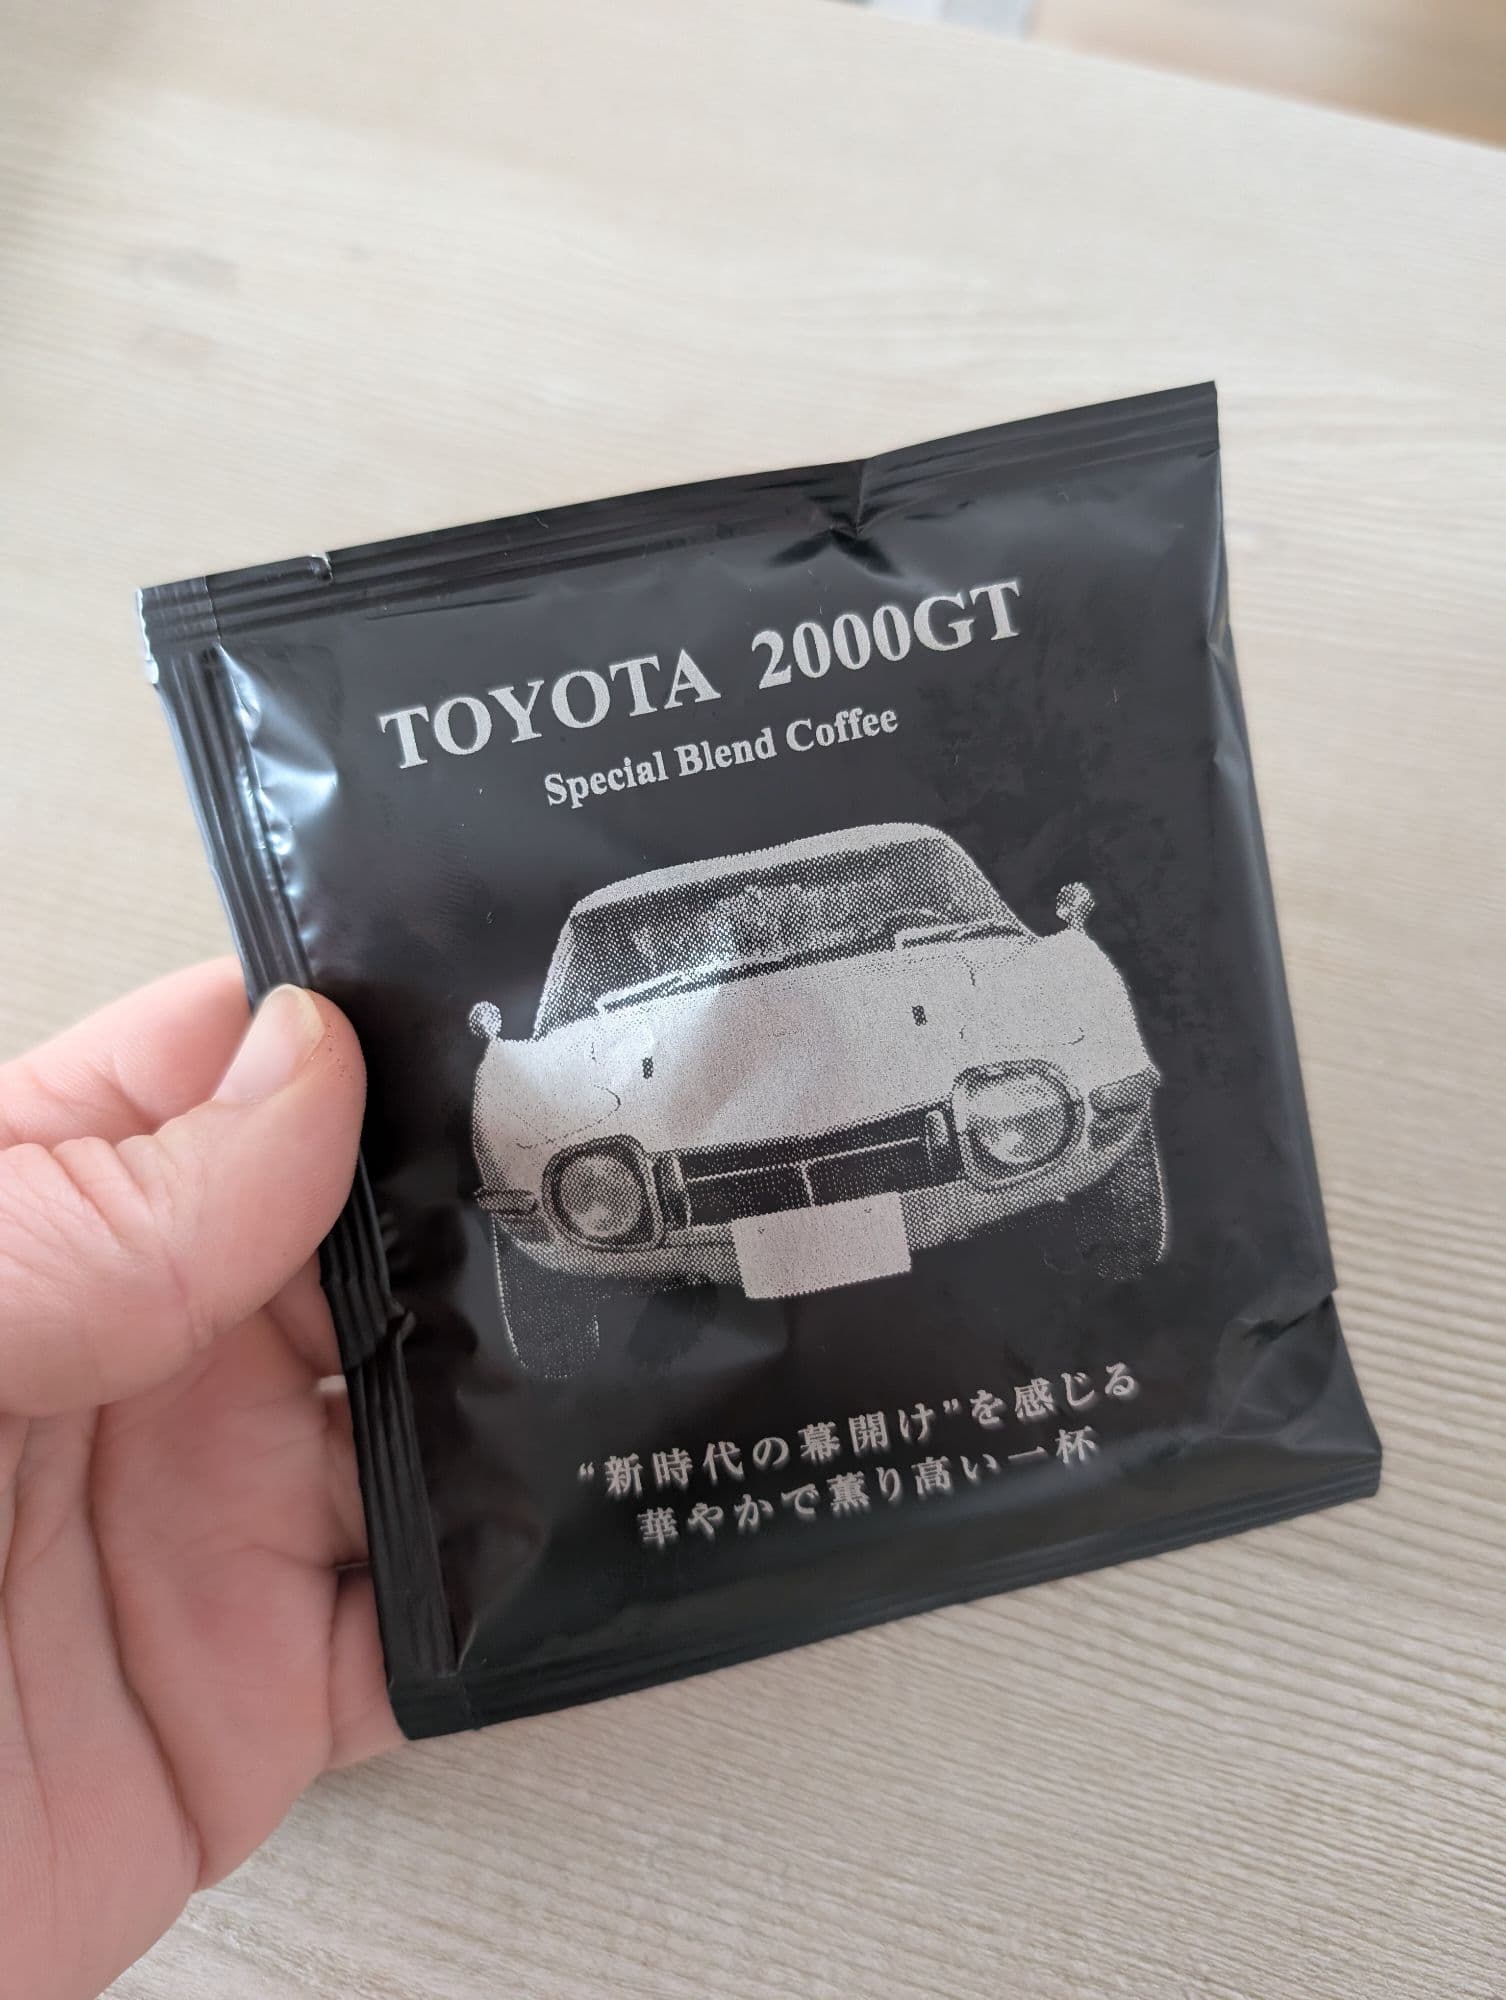 TOYOTA 2000GT
Special Blend Coffee
“新時代の幕開け”を感じる
華やかで薫り高い一杯